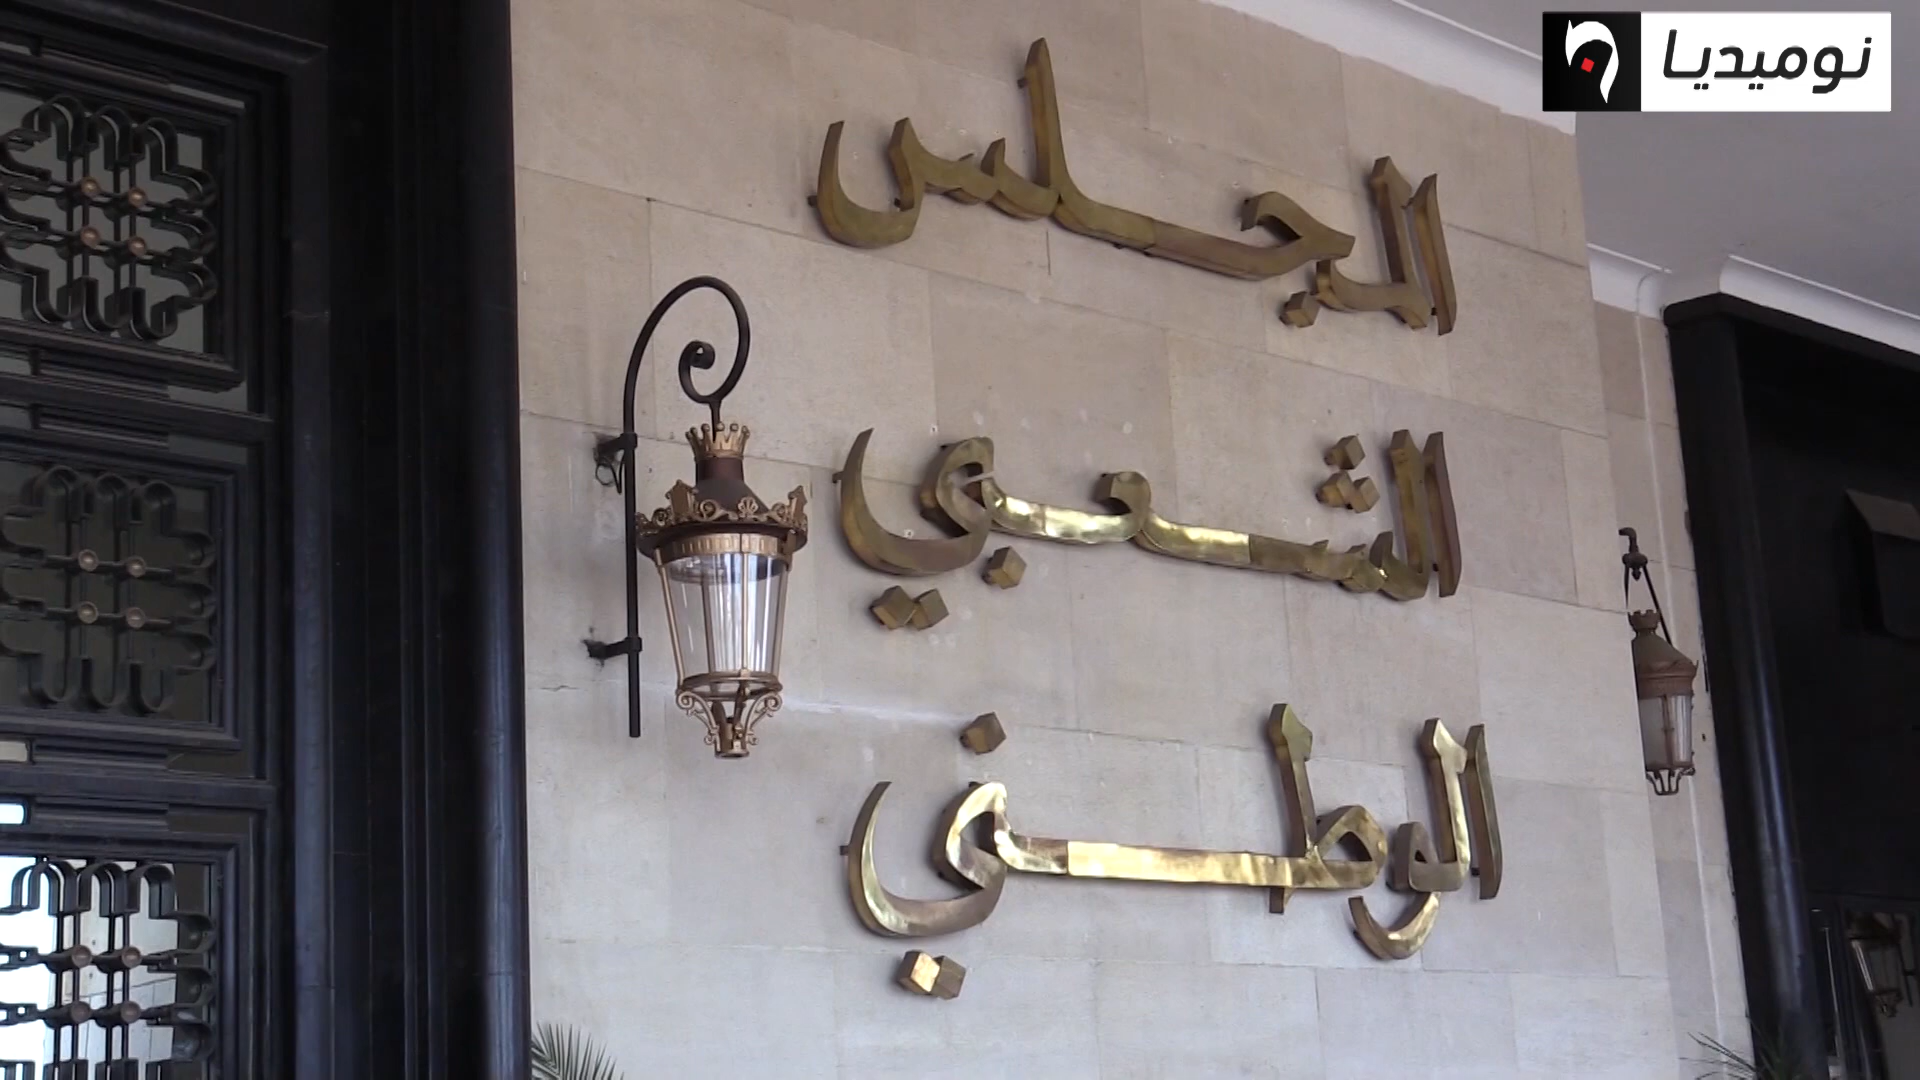 نوميديا
المجلس
الشعبي
الوطني